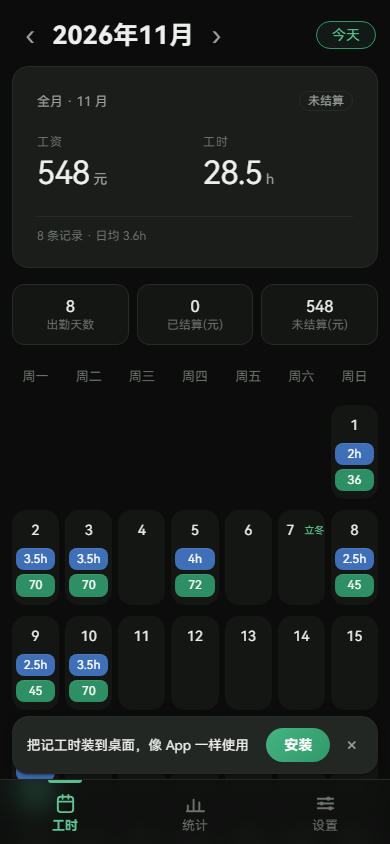 ‹ 2026年11月 › 今天
全月 · 11 月 未结算
工资 工时
548 元 28.5 h
8 条记录 · 日均 3.6h
8 0 548
出勤天数 已结算(元) 未结算(元)
周一 周二 周三 周四 周五 周六 周日
1
2h
36
2 3 4 5 6 7 立冬 8
3.5h 3.5h 4h 2.5h
70 70 72 45
9 10 11 12 13 14 15
2.5h 3.5h
45 70
把记工时装到桌面，像 App 一样使用 安装 ×
工时 统计 设置